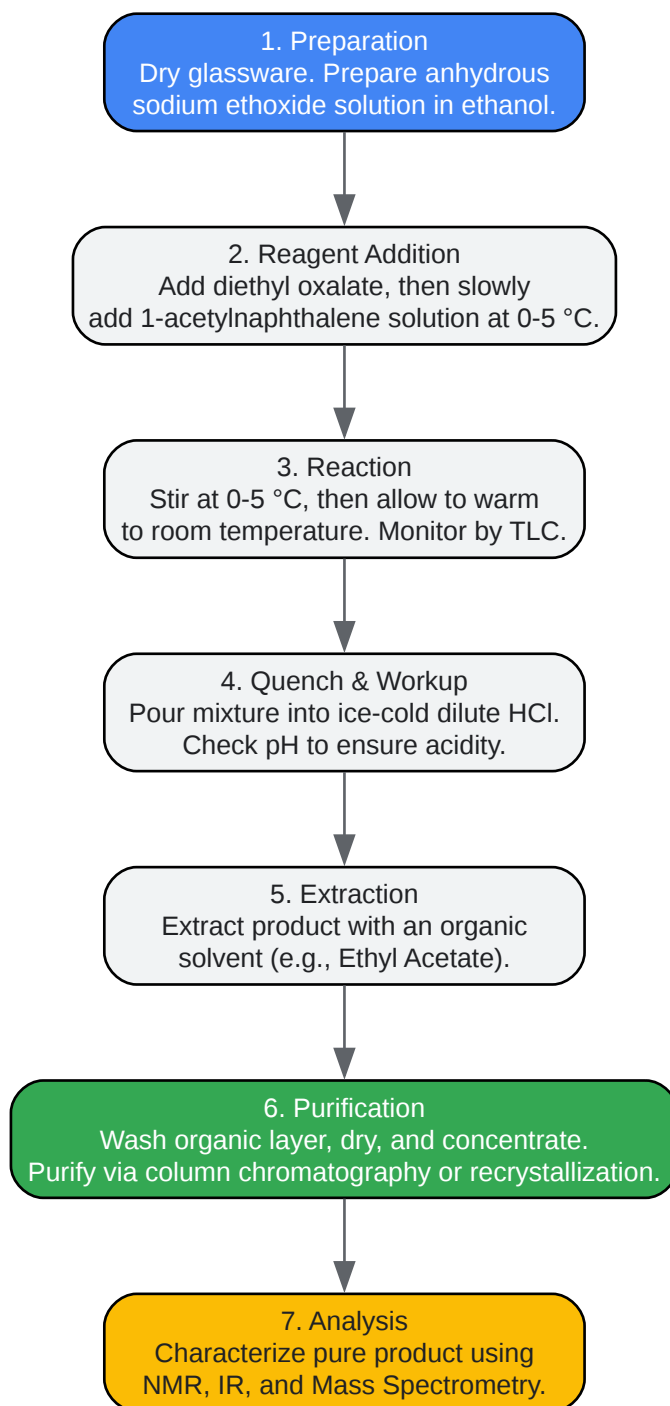 1. Preparation
Dry glassware. Prepare anhydrous
sodium ethoxide solution in ethanol.
2. Reagent Addition
Add diethyl oxalate, then slowly
add 1-acetylnaphthalene solution at 0-5 °C.
3. Reaction
Stir at 0-5 °C, then allow to warm
to room temperature. Monitor by TLC.
4. Quench & Workup
Pour mixture into ice-cold dilute HCl.
Check pH to ensure acidity.
5. Extraction
Extract product with an organic
solvent (e.g., Ethyl Acetate).
6. Purification
Wash organic layer, dry, and concentrate.
Purify via column chromatography or recrystallization.
7. Analysis
Characterize pure product using
NMR, IR, and Mass Spectrometry.